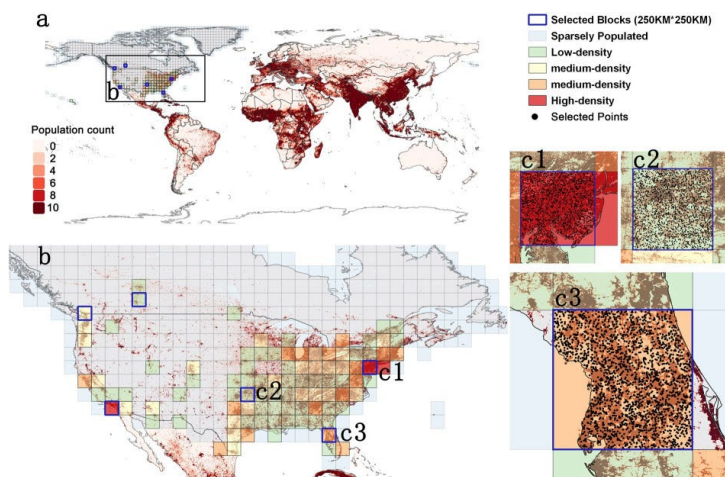 a
b
Population count
0
2
4
6
8
10
Selected Blocks (250KM*250KM)
Sparsely Populated
Low-density
medium-density
medium-density
High-density
Selected Points
c1
c2
b
c1
c2
c3
c3